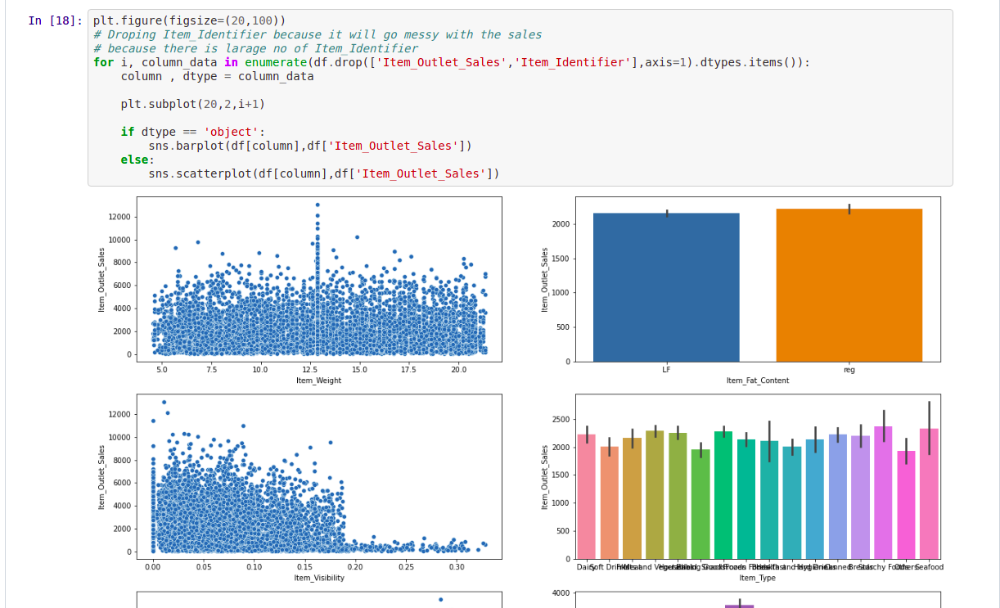 In [18]:
plt.figure(figsize=(20,100))
# Droping Item_Identifier because it will go messy with the sales
# because there is larage no of Item_Identifier
for i, column_data in enumerate(df.drop(['Item_Outlet_Sales','Item_Identifier'],axis=1).dtypes.items()):
    column , dtype = column_data
    plt.subplot(20,2,i+1)
    if dtype == 'object':
        sns.barplot(df[column],df['Item_Outlet_Sales'])
    else:
        sns.scatterplot(df[column],df['Item_Outlet_Sales'])
Item_Outlet_Sales
12000
10000
8000
6000
4000
2000
0
5.0 7.5 10.0 12.5 15.0 17.5 20.0
Item_Weight
Item_Outlet_Sales
2000
1500
1000
500
0
LF reg
Item_Fat_Content
Item_Outlet_Sales
12000
10000
8000
6000
4000
2000
0
0.00 0.05 0.10 0.15 0.20 0.25 0.30
Item_Visibility
Item_Outlet_Sales
2500
2000
1500
1000
500
0
Dairy Soft Drinks Meat Seafood
Item_Type
4000